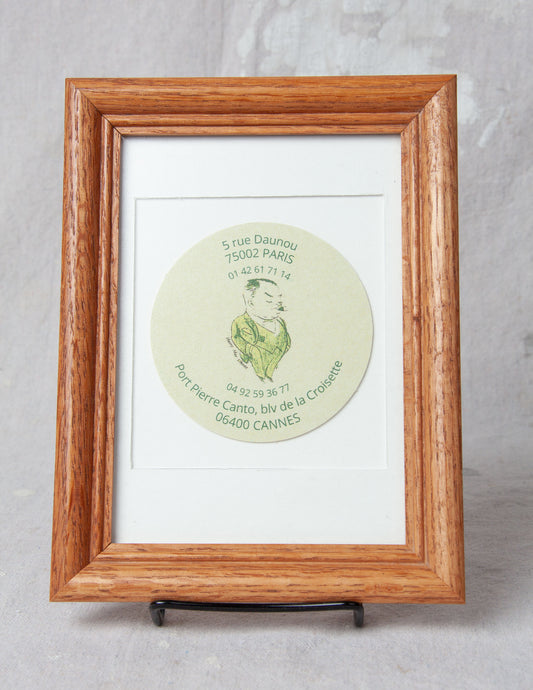 5 rue Daunou
75002 PARIS
01 42 61 71 14
04 92 59 36 77
Port Pierre Canto, blv de la Croisette
06400 CANNES